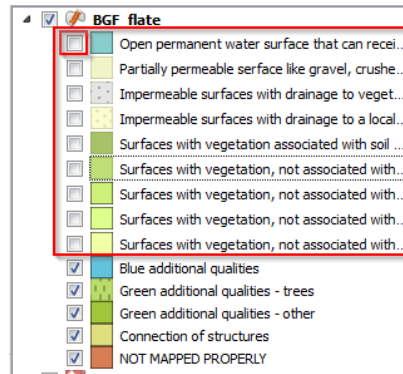 BGF_flate
Open permanent water surface that can recei...
Partially permeable serface like gravel, crushe...
Impermeable surfaces with drainage to veget...
Impermeable surfaces with drainage to a local...
Surfaces with vegetation associated with soil ...
Surfaces with vegetation, not associated with...
Surfaces with vegetation, not associated with...
Surfaces with vegetation, not associated with...
Surfaces with vegetation, not associated with...
Blue additional qualities
Green additional qualities - trees
Green additional qualities - other
Connection of structures
NOT MAPPED PROPERLY